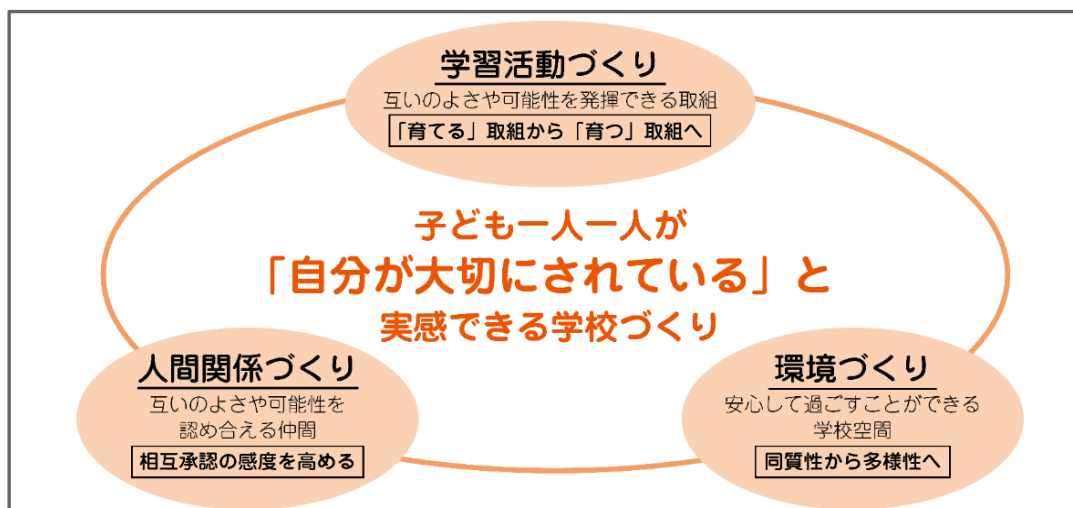 学習活動づくり
互いのよさや可能性を発揮できる取組
「育てる」取組から「育つ」取組へ
子ども一人一人が
「自分が大切にされている」と
実感できる学校づくり
人間関係づくり
互いのよさや可能性を
認め合える仲間
相互承認の感度を高める
環境づくり
安心して過ごすことができる
学校空間
同質性から多様性へ